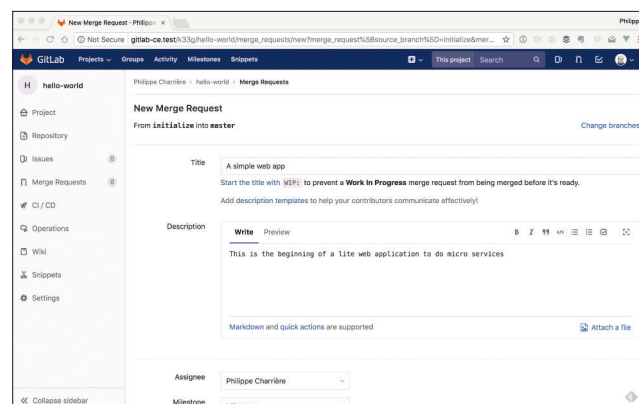 New Merge Request · Philippe
Philipp
Not Secure gitlab-ce.test/k33g/hello-world/merge_requests/new?merge_request%5Bsource_branch%5D=initialize&mer...
GitLab Projects Groups Activity Milestones Snippets This project Search
H hello-world
Philippe Charrière > hello-world > Merge Requests
New Merge Request
From initialize into master Change branches
Project
Repository
Issues 0
Merge Requests 0
CI / CD
Operations
Wiki
Snippets
Settings
Collapse sidebar
Title A simple web app
Start the title with WIP: to prevent a Work In Progress merge request from being merged before it's ready.
Add description templates to help your contributors communicate effectively!
Description
Write Preview B I
This is the beginning of a lite web application to do micro services
Markdown and quick actions are supported Attach a file
Assignee Philippe Charrière
Milestone